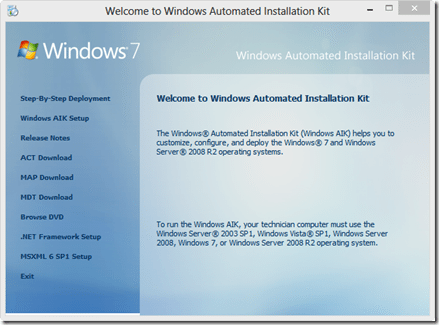 Welcome to Windows Automated Installation Kit
Windows 7
Windows Automated Installation Kit
Step-By-Step Deployment
Windows AIK Setup
Release Notes
ACT Download
MAP Download
MDT Download
Browse DVD
.NET Framework Setup
MSXML 6 SP1 Setup
Exit
Welcome to Windows Automated Installation Kit
The Windows® Automated Installation Kit (Windows AIK) helps you to
customize, configure, and deploy the Windows® 7 and Windows
Server® 2008 R2 operating systems.
To run the Windows AIK, your technician computer must use the
Windows Server® 2003 SP1, Windows Vista® SP1, Windows Server
2008, Windows 7, or Windows Server 2008 R2 operating system.